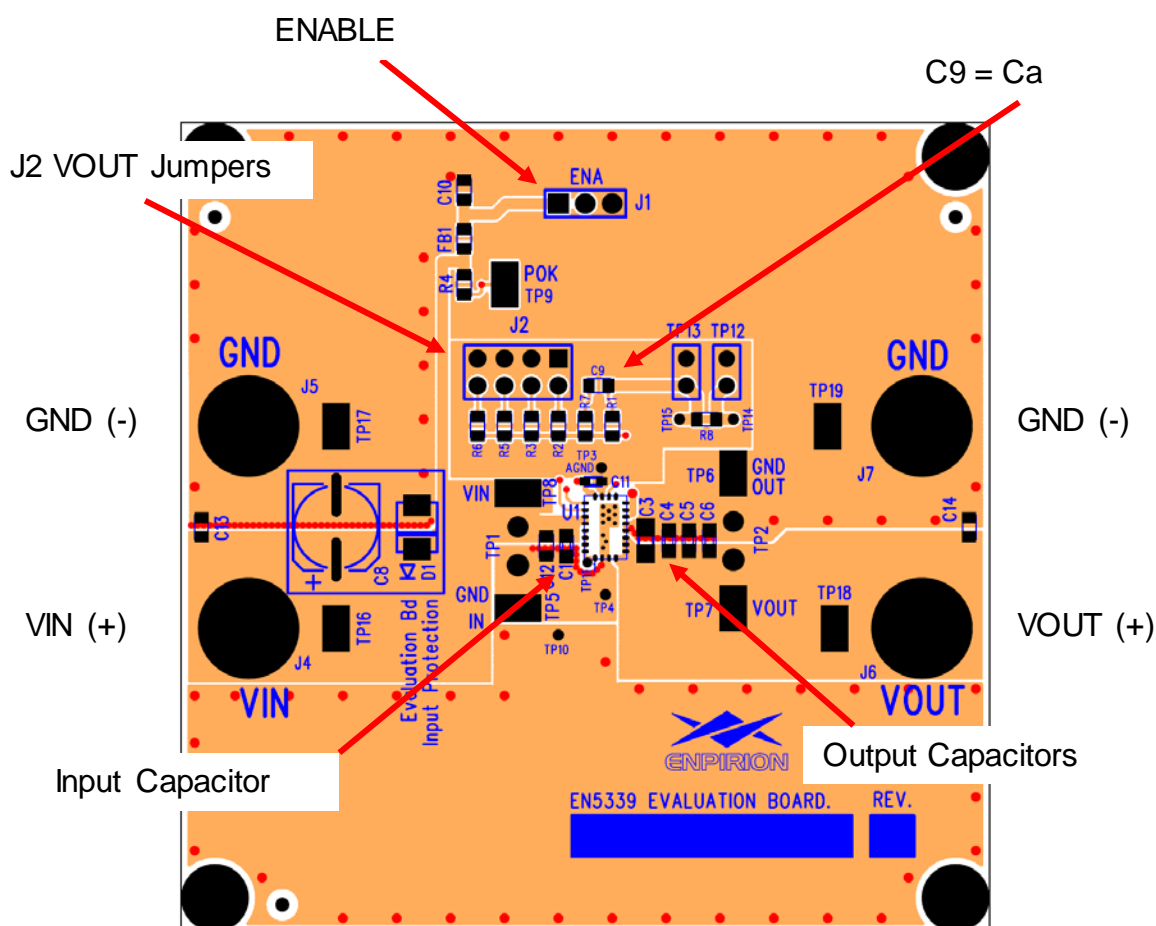 ENABLE
C9 = Ca
J2 VOUT Jumpers
ENA
J1
C10
FB1
R4
POK
TP9
J2
TP13
TP12
C9
R7
R1
GND
J5
GND
TP17
TP19
GND (-)
GND (-)
R6
R5
R3
R2
TP15
R8
TP14
J7
TP3
AGND
C11
TP6
GND
OUT
VIN
TP8
U1
C3
C4
C5
C6
C13
C14
TP1
TP2
C8
D1
+
C12
C1
TP11
GND
IN
TP5
TP4
TP7
VOUT
TP18
VIN (+)
TP16
VOUT (+)
TP10
J4
J6
VIN
Evaluation Bd
Input Protection
VOUT
ENPIRION
Input Capacitor
Output Capacitors
EN5339 EVALUATION BOARD.
REV.